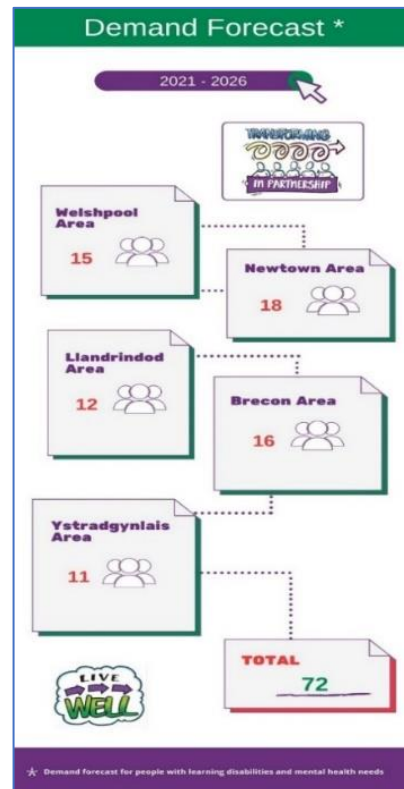 Demand Forecast *
2021 - 2026
TRANSFORMING
IN PARTNERSHIP
Welshpool
Area
15
Newtown Area
18
Llandrindod
Area
12
Brecon Area
16
Ystradgynlais
Area
11
TOTAL
72
LIVE
WELL
* Demand forecast for people with learning disabilities and mental health needs